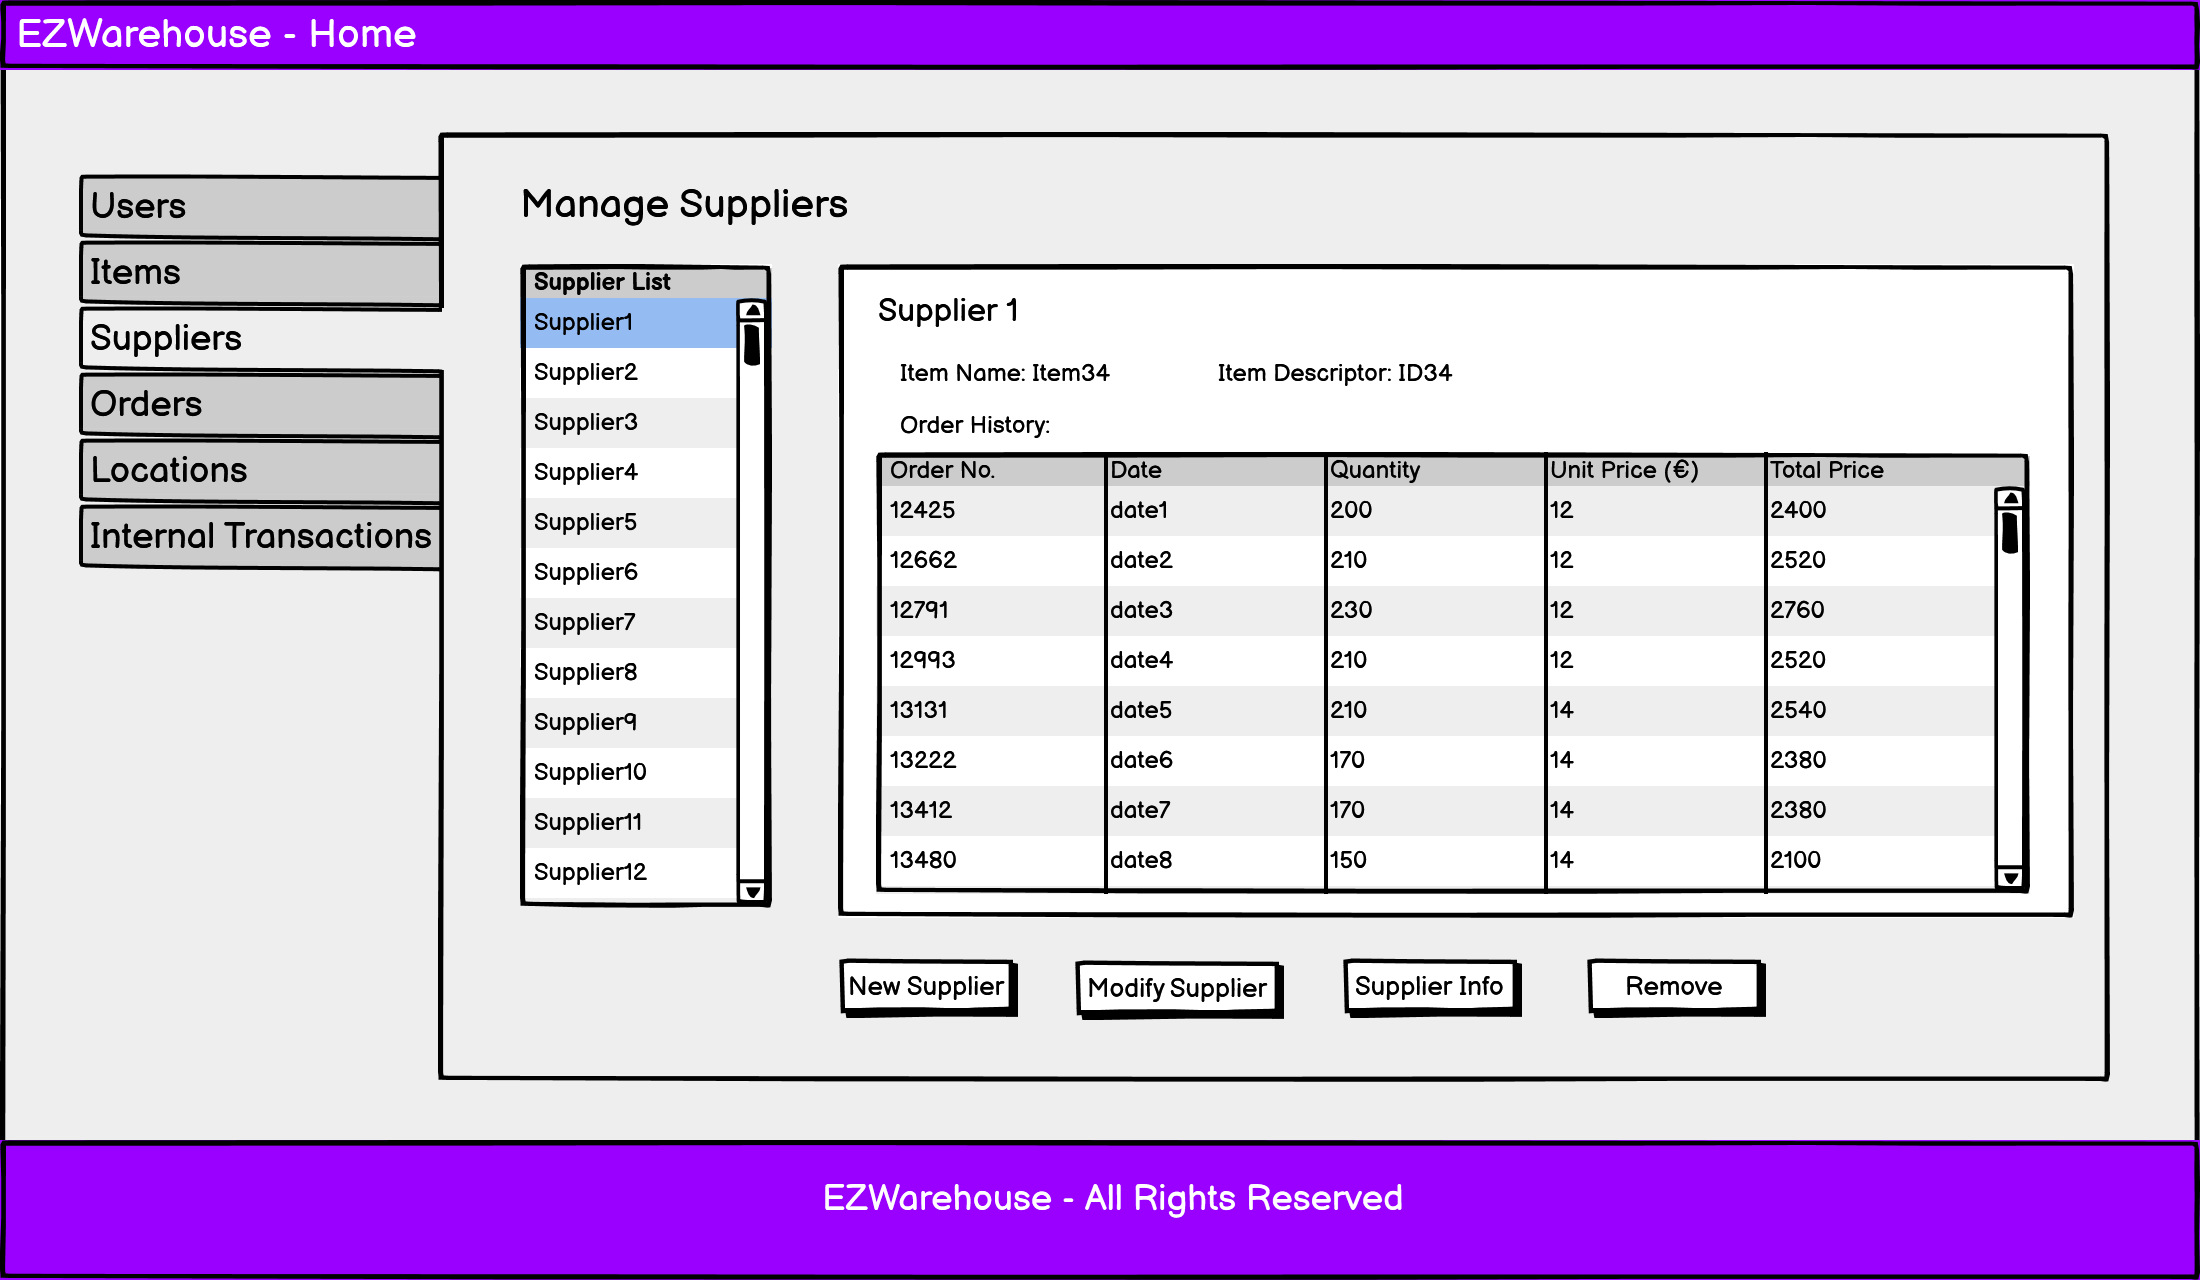 EZWarehouse - Home
Users
Items
Suppliers
Orders
Locations
Internal Transactions
Manage Suppliers
Supplier List
Supplier1
Supplier2
Supplier3
Supplier4
Supplier5
Supplier6
Supplier7
Supplier8
Supplier9
Supplier10
Supplier11
Supplier12
Supplier 1
Item Name: Item34 Item Descriptor: ID34
Order History:
Order No. Date Quantity Unit Price (€) Total Price
12425 date1 200 12 2400
12662 date2 210 12 2520
12791 date3 230 12 2760
12993 date4 210 12 2520
13131 date5 210 14 2540
13222 date6 170 14 2380
13412 date7 170 14 2380
13480 date8 150 14 2100
New Supplier Modify Supplier Supplier Info Remove
EZWarehouse - All Rights Reserved